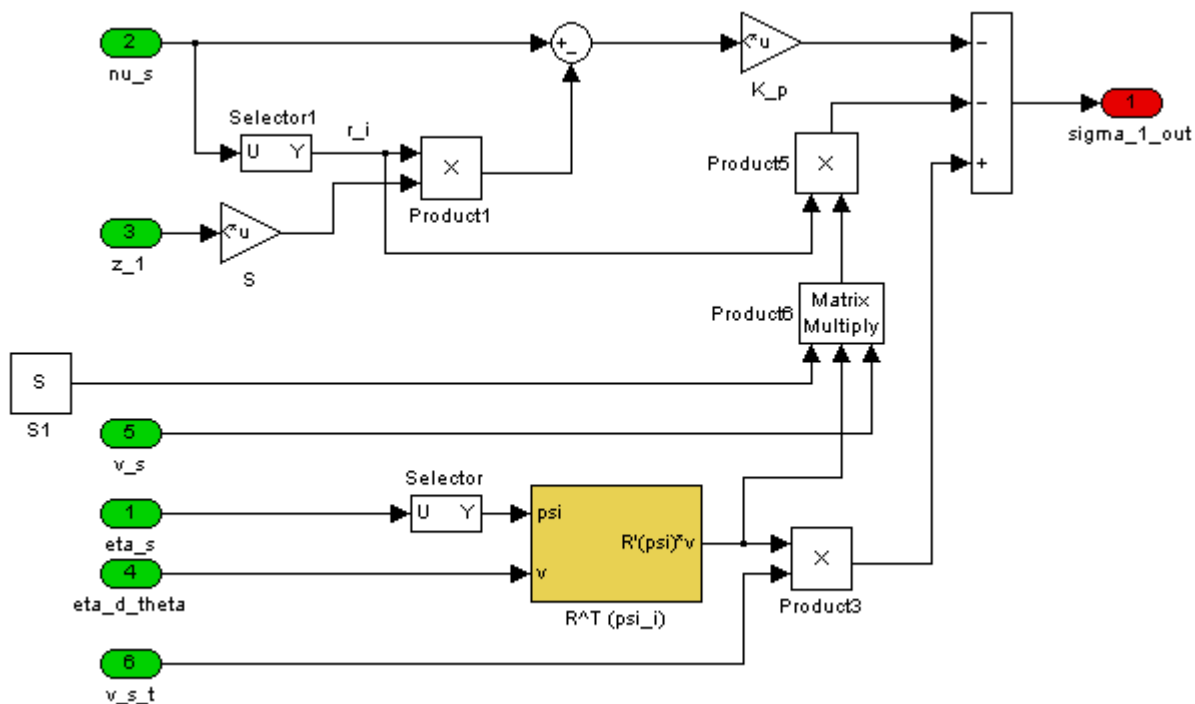 2
nu_s
+
-
u
K_p
-
-
+
1
sigma_1_out
Selector1
U Y
r_i
×
Product1
Product5
×
3
z_1
u
S
Product6
Matrix
Multiply
S
S1
5
v_s
Selector
U Y
1
eta_s
psi
R'(psi)*v
v
R^T (psi_i)
4
eta_d_theta
×
Product3
6
v_s_t